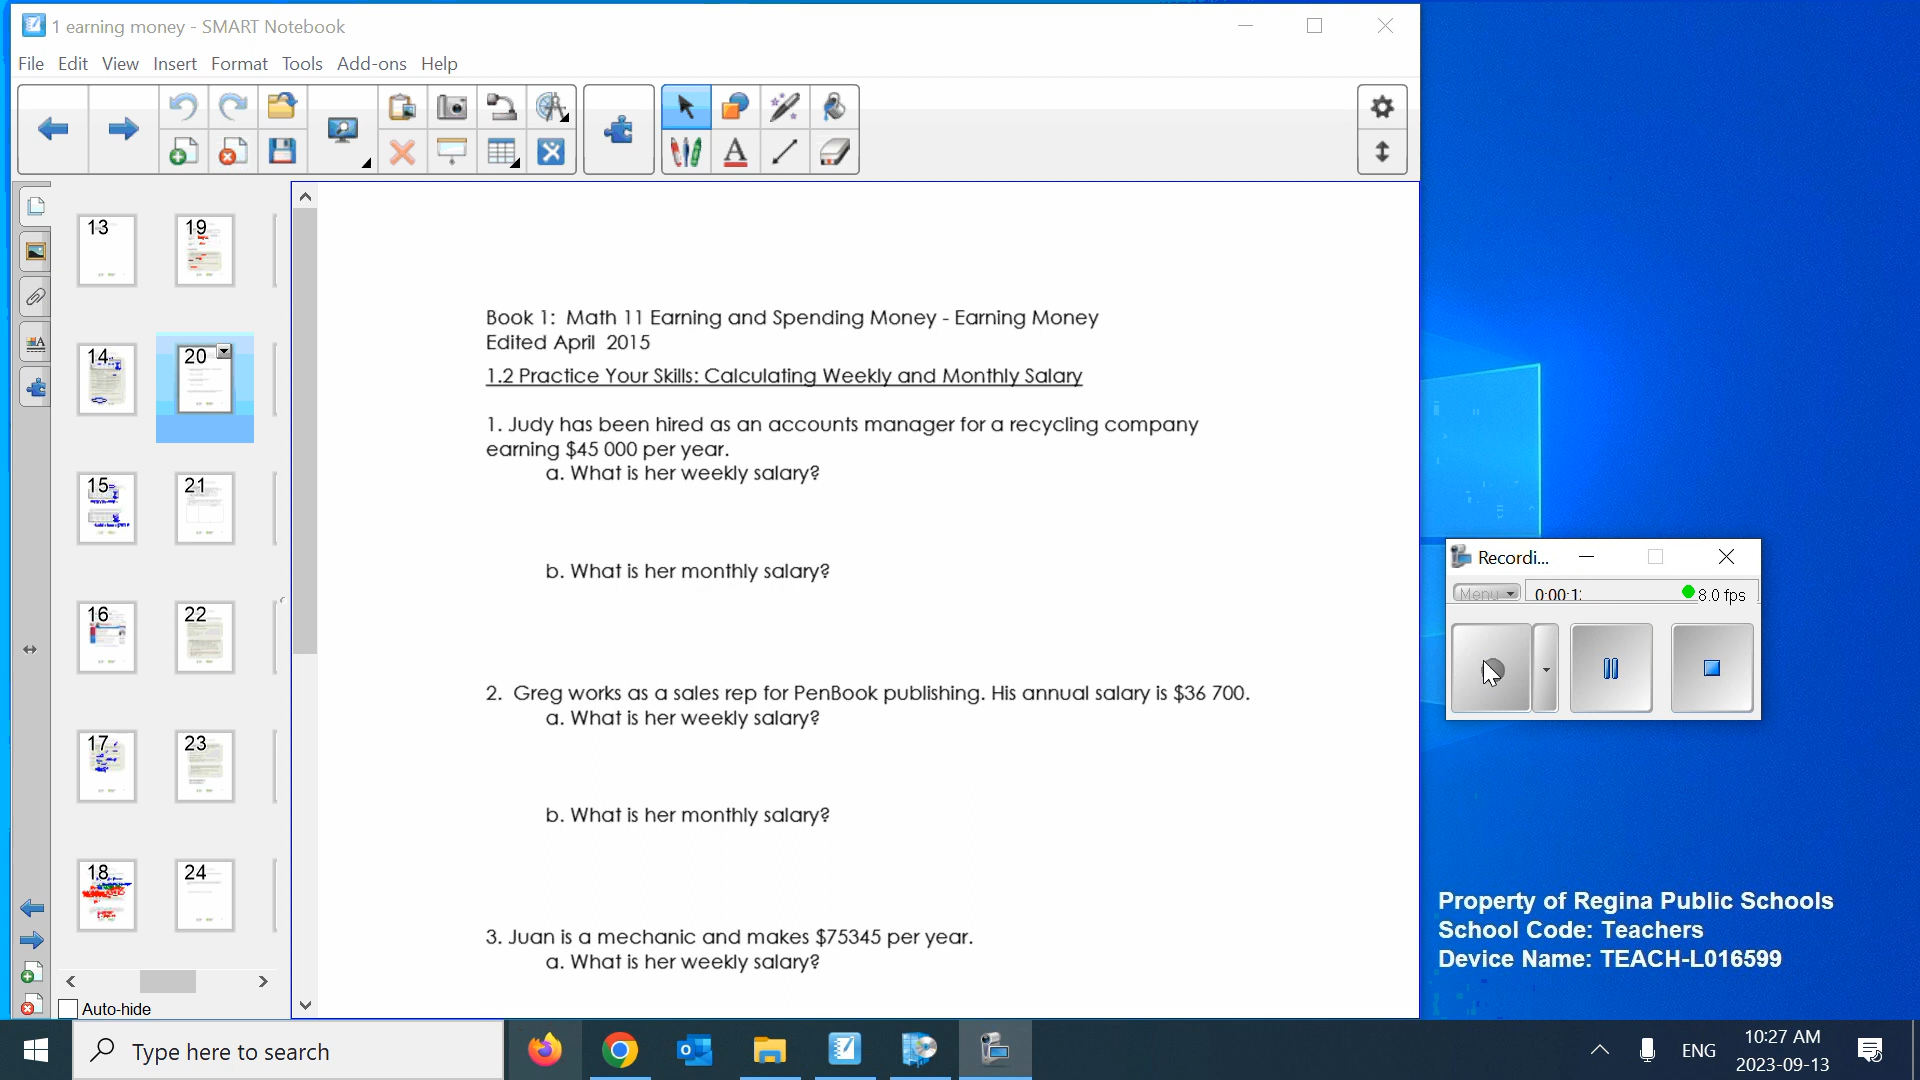 1 earning money - SMART Notebook
File Edit View Insert Format Tools Add-ons Help
13
19
14
20
15
21
16
22
17
23
18
24
Auto-hide
Book 1:  Math 11 Earning and Spending Money - Earning Money
Edited April  2015
1.2 Practice Your Skills: Calculating Weekly and Monthly Salary
1. Judy has been hired as an accounts manager for a recycling company
earning $45 000 per year.
a. What is her weekly salary?
b. What is her monthly salary?
2.  Greg works as a sales rep for PenBook publishing. His annual salary is $36 700.
a. What is her weekly salary?
b. What is her monthly salary?
3. Juan is a mechanic and makes $75345 per year.
a. What is her weekly salary?
Recordi...
Menu
8.0 fps
Property of Regina Public Schools
School Code: Teachers
Device Name: TEACH-L016599
Type here to search
ENG
10:27 AM
2023-09-13